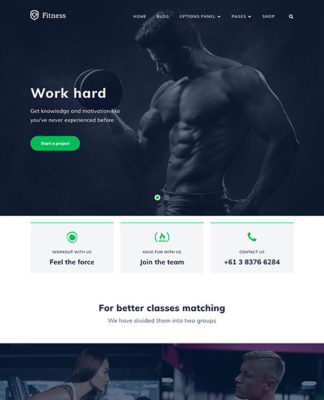 Fitness
HOME BLOG OPTIONS PANEL PAGES SHOP
Work hard
Get knowledge and motivation like
you've never experienced before
Start a project
WORKOUT WITH US
Feel the force
HAVE FUN WITH US
Join the team
CONTACT US
+61 3 8376 6284
For better classes matching
We have divided them into two groups